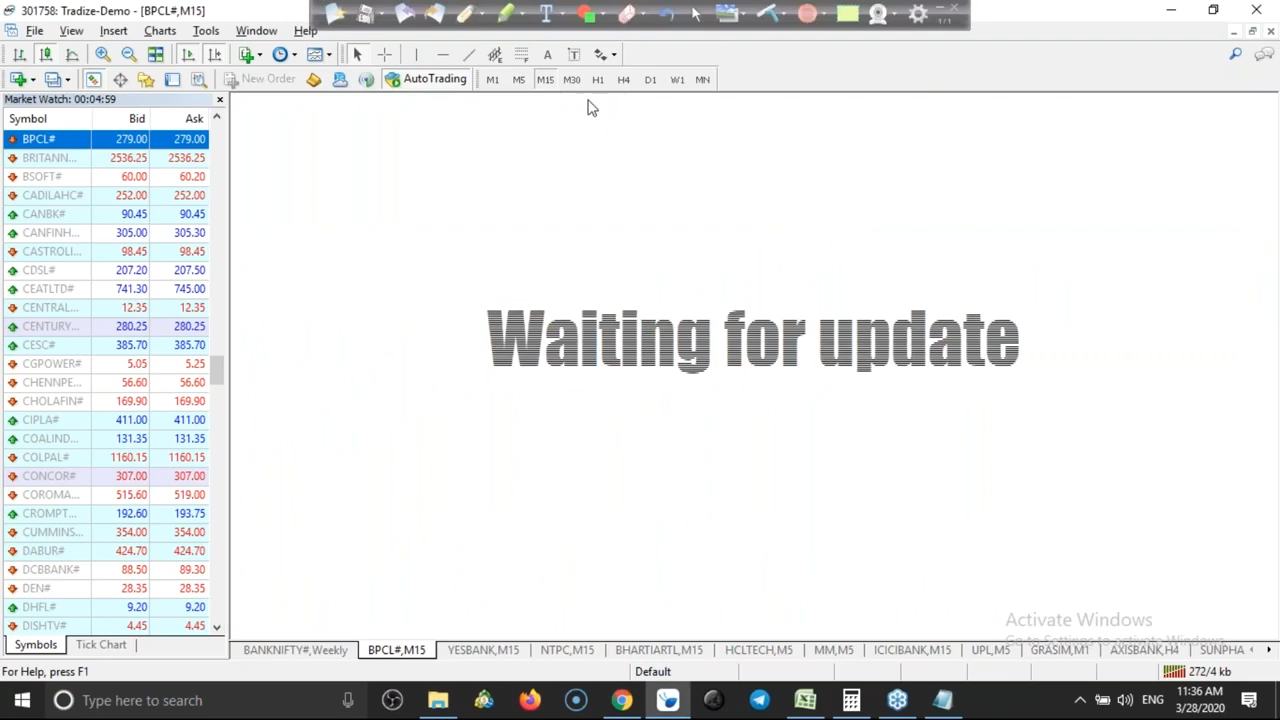 301758: Tradize-Demo - [BPCL#,M15]
1/1
File View Insert Charts Tools Window Help
New Order AutoTrading M1 M5 M15 M30 H1 H4 D1 W1 MN
Market Watch: 00:04:59
Symbol Bid Ask
BPCL# 279.00 279.00
BRITANN... 2536.25 2536.25
BSOFT# 60.00 60.20
CADILAHC# 252.00 252.00
CANBK# 90.45 90.45
CANFINH... 305.00 305.30
CASTROLI... 98.45 98.45
CDSL# 207.20 207.50
CEATLTD# 741.30 745.00
CENTRAL... 12.35 12.35
CENTURY... 280.25 280.25
CESC# 385.70 385.70
CGPOWER# 5.05 5.25
CHENNPE... 56.60 56.60
CHOLAFIN# 169.90 169.90
CIPLA# 411.00 411.00
COALIND... 131.35 131.35
COLPAL# 1160.15 1160.15
CONCOR# 307.00 307.00
COROMA... 515.60 519.00
CROMPT... 192.60 193.75
CUMMINS... 354.00 354.00
DABUR# 424.70 424.70
DCBBANK# 88.50 89.30
DEN# 28.35 28.35
DHFL# 9.20 9.20
DISHTV# 4.45 4.45
Waiting for update
Activate Windows
Go to Settings to activate Windows.
Symbols Tick Chart
BANKNIFTY#,Weekly BPCL#,M15 YESBANK,M15 NTPC,M15 BHARTIARTL,M15 HCLTECH,M5 MM,M5 ICICIBANK,M15 UPL,M5 GRASIM,M1 AXISBANK,H4 SUNPHA
For Help, press F1 Default 272/4 kb
Type here to search ENG 11:36 AM
3/28/2020